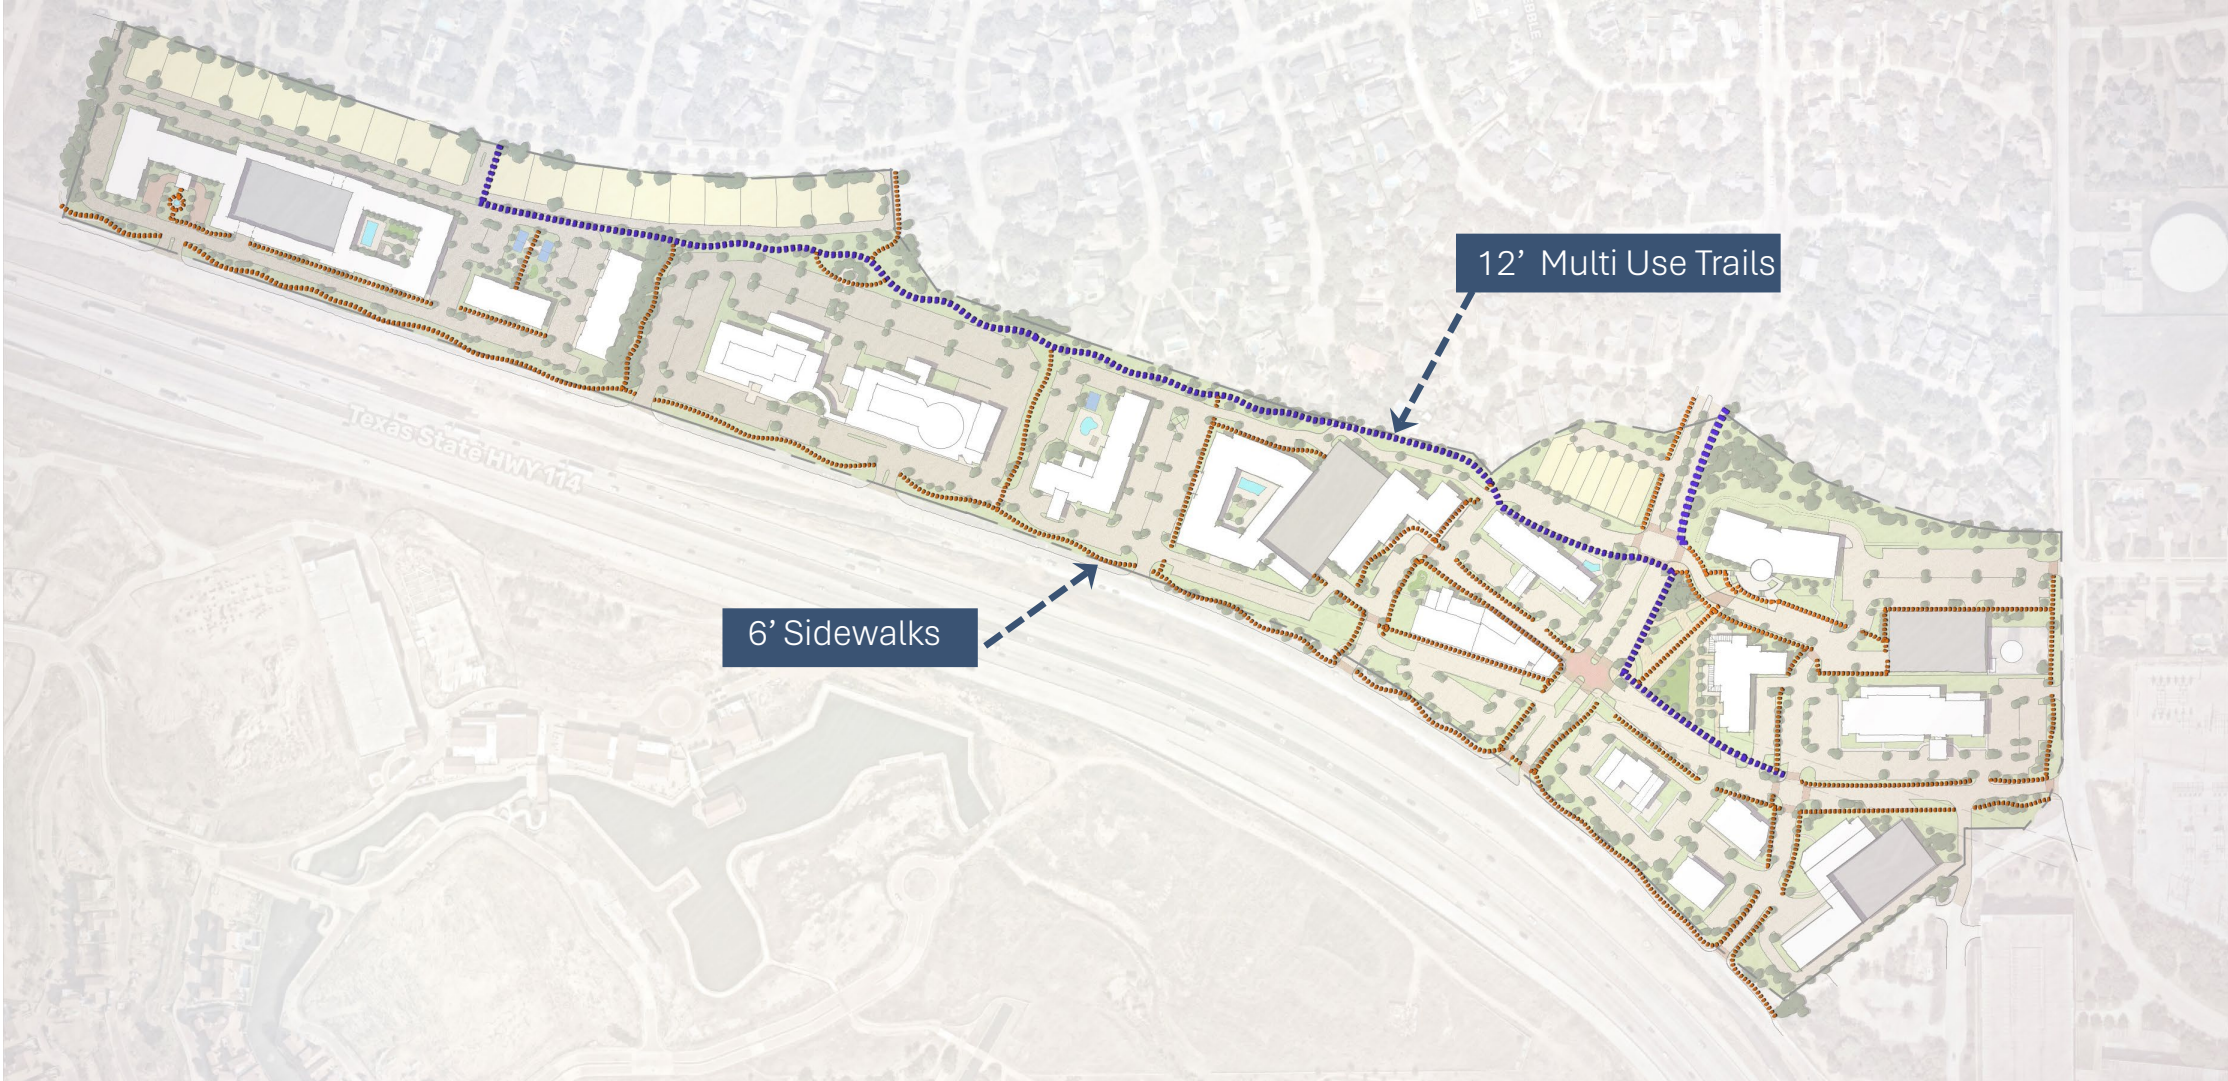 12’ Multi Use Trails
Texas State HWY 114
6’ Sidewalks